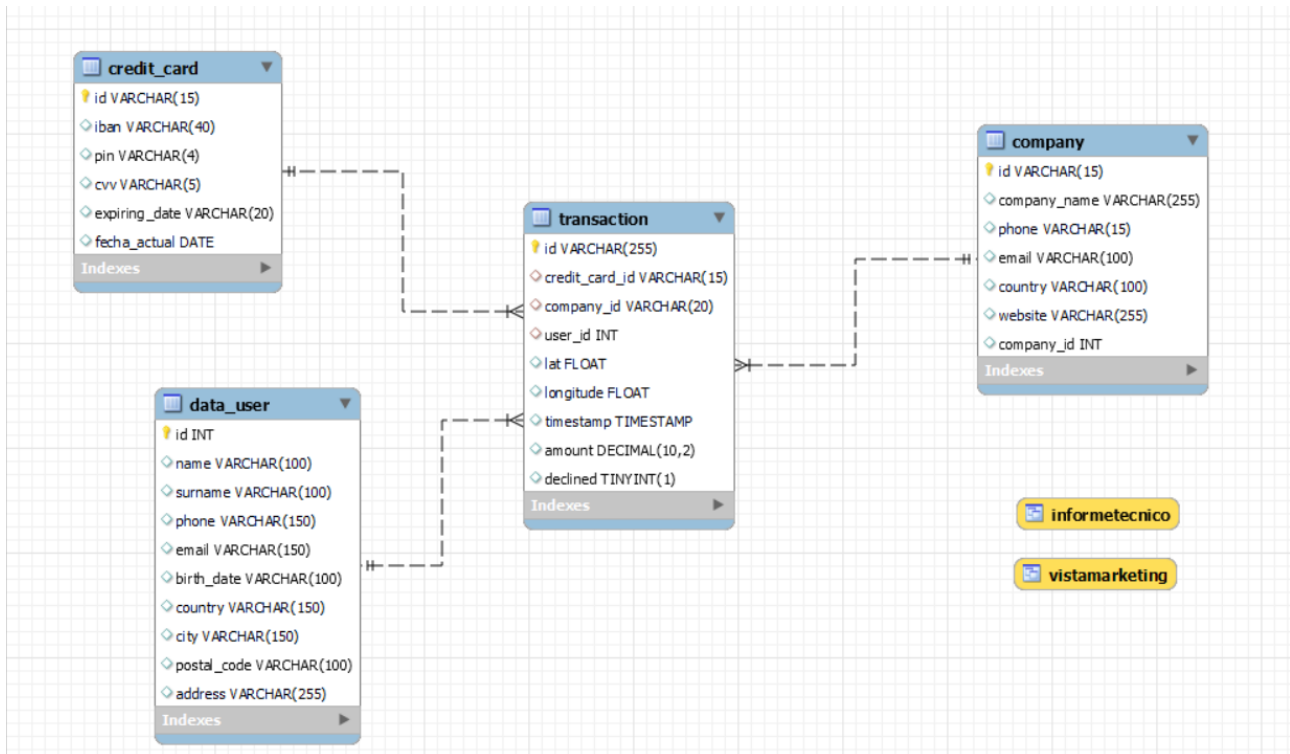 credit_card
id VARCHAR(15)
iban VARCHAR(40)
pin VARCHAR(4)
cvv VARCHAR(5)
expiring_date VARCHAR(20)
fecha_actual DATE
Indexes
data_user
id INT
name VARCHAR(100)
surname VARCHAR(100)
phone VARCHAR(150)
email VARCHAR(150)
birth_date VARCHAR(100)
country VARCHAR(150)
city VARCHAR(150)
postal_code VARCHAR(100)
address VARCHAR(255)
Indexes
transaction
id VARCHAR(255)
credit_card_id VARCHAR(15)
company_id VARCHAR(20)
user_id INT
lat FLOAT
longitude FLOAT
timestamp TIMESTAMP
amount DECIMAL(10,2)
declined TINYINT(1)
Indexes
company
id VARCHAR(15)
company_name VARCHAR(255)
phone VARCHAR(15)
email VARCHAR(100)
country VARCHAR(100)
website VARCHAR(255)
company_id INT
Indexes
informetecnico
vistamarketing